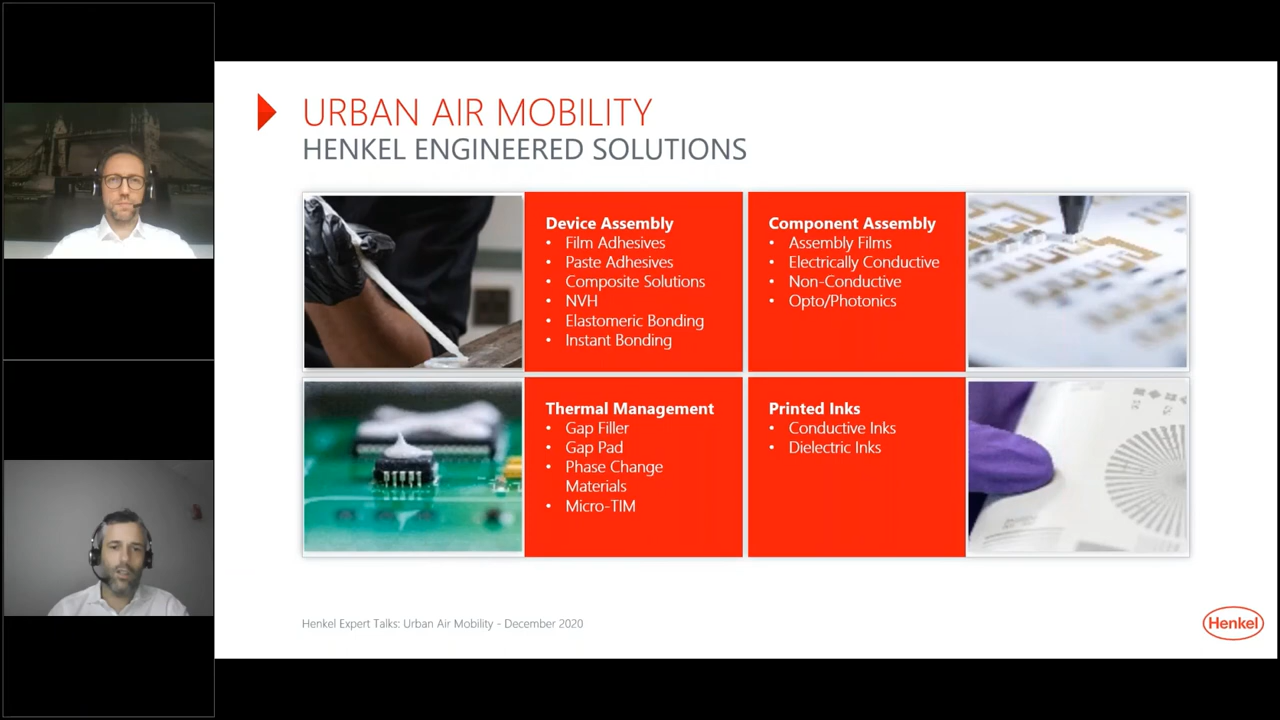 URBAN AIR MOBILITY
HENKEL ENGINEERED SOLUTIONS
Device Assembly
• Film Adhesives
• Paste Adhesives
• Composite Solutions
• NVH
• Elastomeric Bonding
• Instant Bonding
Component Assembly
• Assembly Films
• Electrically Conductive
• Non-Conductive
• Opto/Photonics
Thermal Management
• Gap Filler
• Gap Pad
• Phase Change
Materials
• Micro-TIM
Printed Inks
• Conductive Inks
• Dielectric Inks
Henkel Expert Talks: Urban Air Mobility - December 2020
Henkel